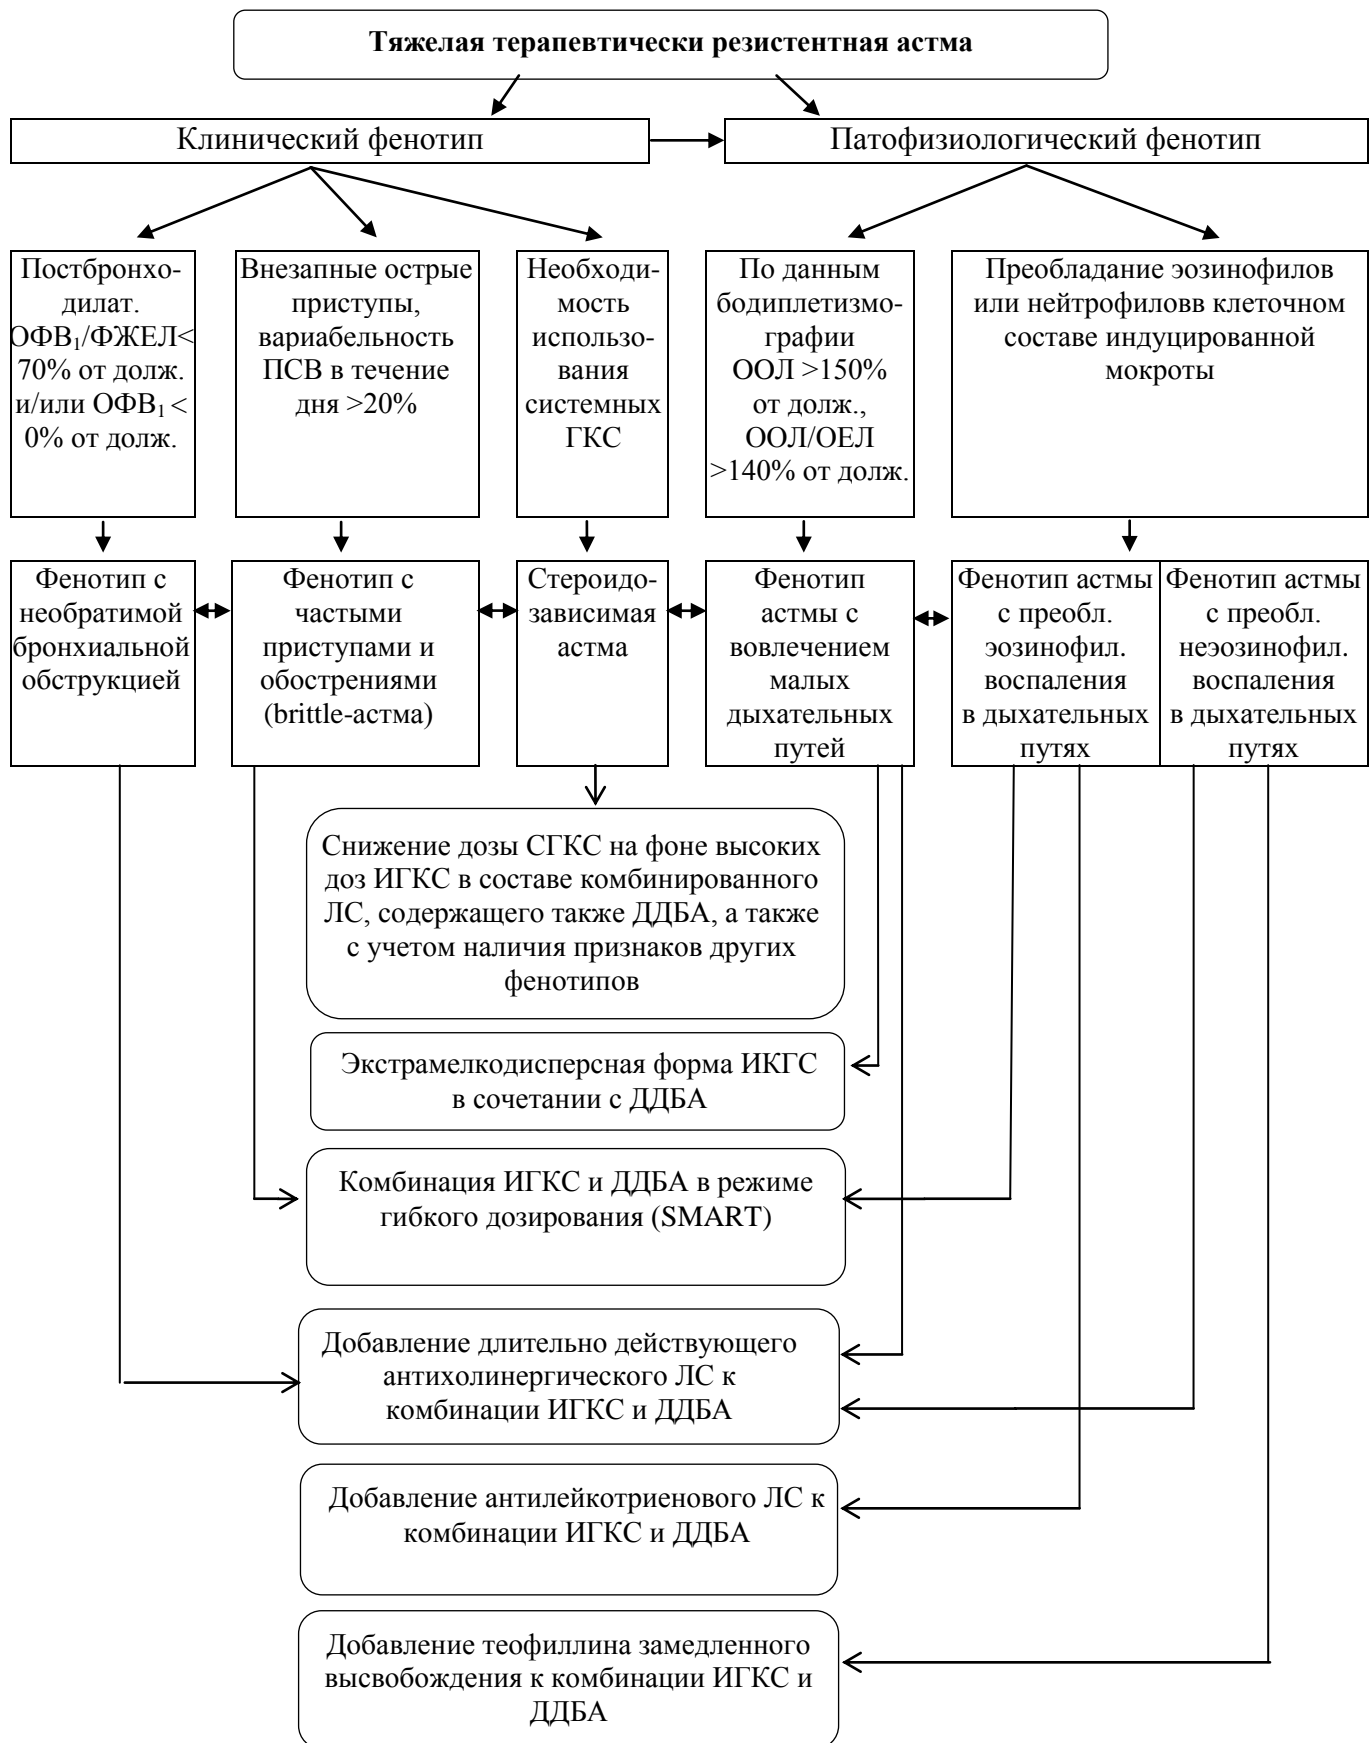 Тяжелая терапевтически резистентная астма
Клинический фенотип
Патофизиологический фенотип
Постбронхо-
дилат.
ОФВ₁/ФЖЕЛ<
70% от долж.
и/или ОФВ₁ <
0% от долж.
Внезапные острые
приступы,
вариабельность
ПСВ в течение
дня >20%
Необходи-
мость
использо-
вания
системных
ГКС
По данным
бодиплетизмо-
графии
ООЛ >150%
от долж.,
ООЛ/ОЕЛ
>140% от долж.
Преобладание эозинофилов
или нейтрофиловв клеточном
составе индуцированной
мокроты
Фенотип с
необратимой
бронхиальной
обструкцией
Фенотип с
частыми
приступами и
обострениями
(brittle-астма)
Стероидо-
зависимая
астма
Фенотип
астмы с
вовлечением
малых
дыхательных
путей
Фенотип астмы
с преобл.
эозинофил.
воспаления
в дыхательных
путях
Фенотип астмы
с преобл.
неэозинофил.
воспаления
в дыхательных
путях
Снижение дозы СГКС на фоне высоких
доз ИГКС в составе комбинированного
ЛС, содержащего также ДДБА, а также
с учетом наличия признаков других
фенотипов
Экстрамелкодисперсная форма ИКГС
в сочетании с ДДБА
Комбинация ИГКС и ДДБА в режиме
гибкого дозирования (SMART)
Добавление длительно действующего
антихолинергического ЛС к
комбинации ИГКС и ДДБА
Добавление антилейкотриенового ЛС к
комбинации ИГКС и ДДБА
Добавление теофиллина замедленного
высвобождения к комбинации ИГКС и
ДДБА